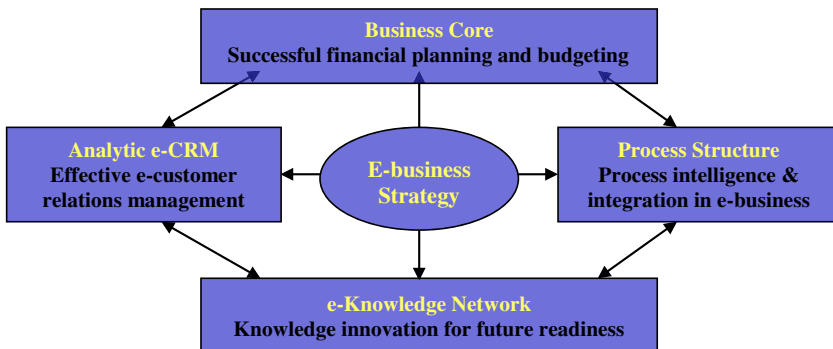 Business Core
Successful financial planning and budgeting
Analytic e-CRM
Effective e-customer
relations management
E-business
Strategy
Process Structure
Process intelligence &
integration in e-business
e-Knowledge Network
Knowledge innovation for future readiness